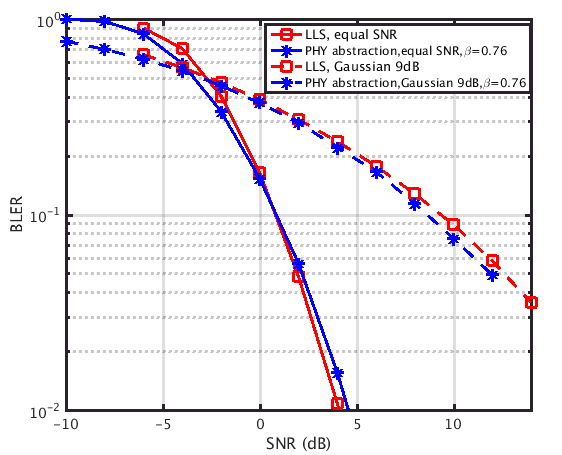 10^0
LLS, equal SNR
PHY abstraction,equal SNR,β=0.76
LLS, Gaussian 9dB
PHY abstraction,Gaussian 9dB,β=0.76
BLER
10^-1
10^-2
-10 -5 0 5 10
SNR (dB)